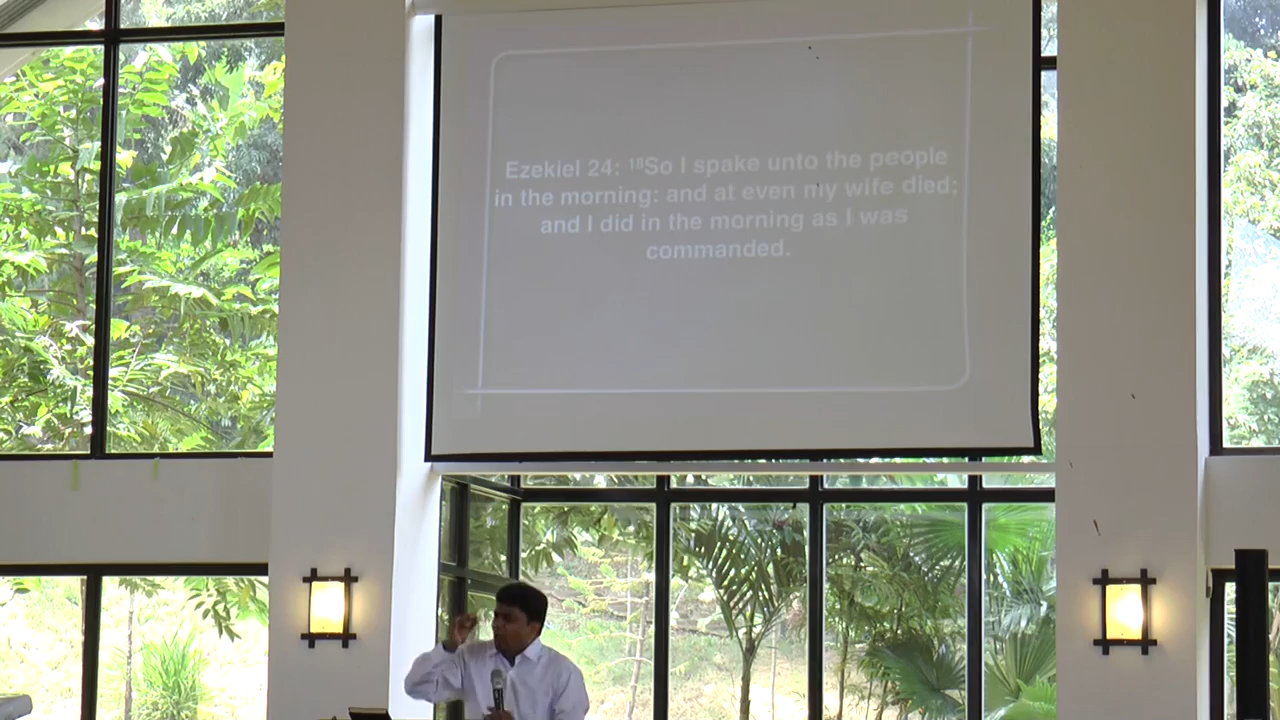 Ezekiel 24: ¹⁸So I spake unto the people
in the morning: and at even my wife died;
and I did in the morning as I was
commanded.